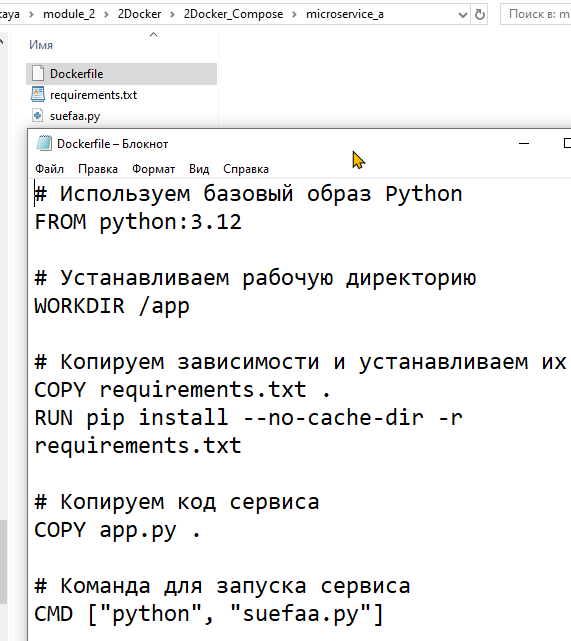 module_2 > 2Docker > 2Docker_Compose > microservice_a
Поиск в:
Имя
Dockerfile
requirements.txt
suefaa.py
Dockerfile – Блокнот
Файл Правка Формат Вид Справка
# Используем базовый образ Python
FROM python:3.12
# Устанавливаем рабочую директорию
WORKDIR /app
# Копируем зависимости и устанавливаем их
COPY requirements.txt .
RUN pip install --no-cache-dir -r
requirements.txt
# Копируем код сервиса
COPY app.py .
# Команда для запуска сервиса
CMD ["python", "suefaa.py"]